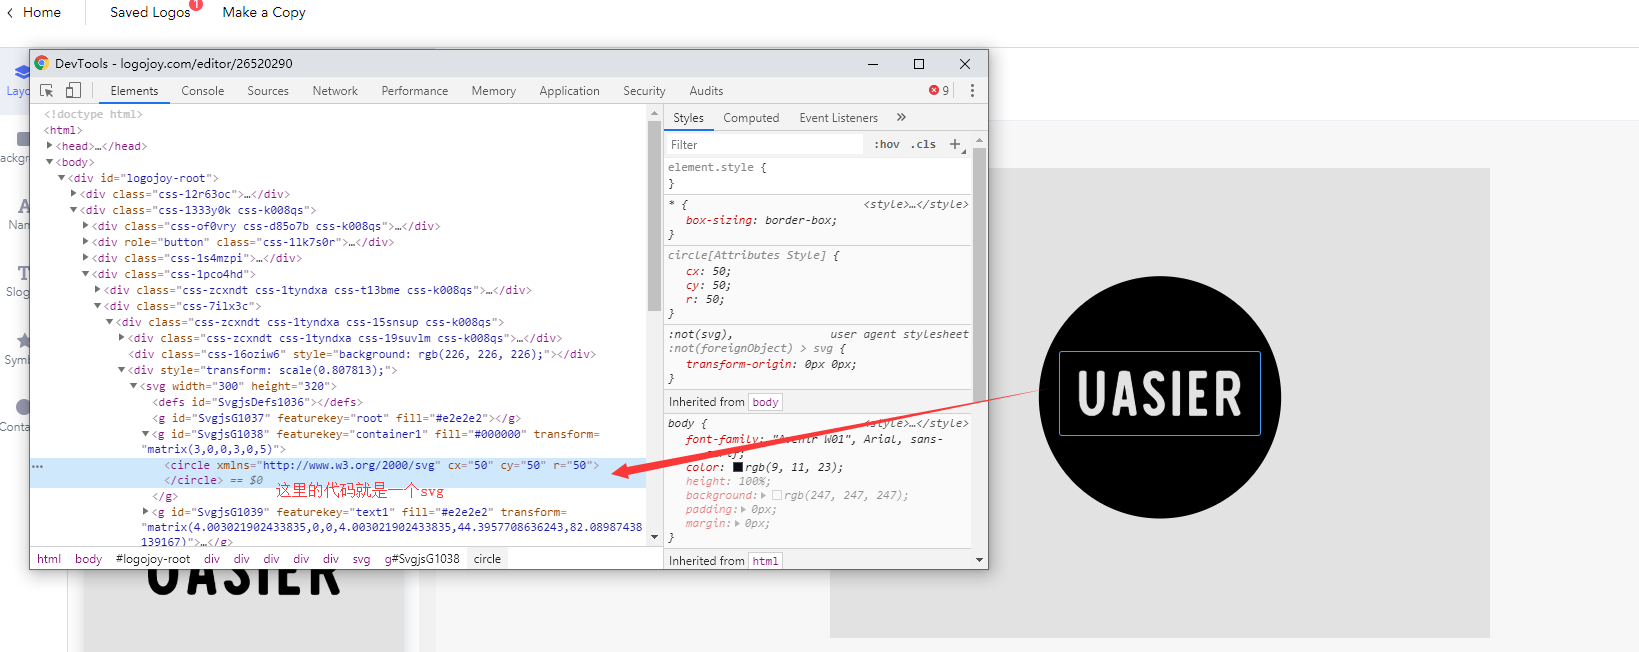 Home
Saved Logos
1
Make a Copy
DevTools - logojoy.com/editor/26520290
Elements
Console
Sources
Network
Performance
Memory
Application
Security
Audits
9
<!doctype html>
<html>
<head>…</head>
<body>
<div id="logojoy-root">
<div class="css-12r63oc">…</div>
<div class="css-1333y0k css-k008qs">
<div class="css-of0vry css-d85o7b css-k008qs">…</div>
<div role="button" class="css-1lk7s0r">…</div>
<div class="css-1s4mzpi">…</div>
<div class="css-1pco4hd">
<div class="css-zcxndt css-1tyndxa css-t13bme css-k008qs">…</div>
<div class="css-7ilx3c">
<div class="css-zcxndt css-1tyndxa css-15snsup css-k008qs">
<div class="css-zcxndt css-1tyndxa css-19suvlm css-k008qs">…</div>
<div class="css-16oziw6" style="background: rgb(226, 226, 226);"></div>
<div style="transform: scale(0.807813);">
<svg width="300" height="320">
<defs id="SvgjsDefs1036"></defs>
<g id="SvgjsG1037" featurekey="root" fill="#e2e2e2"></g>
<g id="SvgjsG1038" featurekey="container1" fill="#000000" transform=
"matrix(3,0,0,3,0,5)">
<circle xmlns="http://www.w3.org/2000/svg" cx="50" cy="50" r="50">
</circle> == $0
这里的代码就是一个svg
</g>
<g id="SvgjsG1039" featurekey="text1" fill="#e2e2e2" transform=
"matrix(4.003021902433835,0,0,4.003021902433835,44.3957708636243,82.08987438
139167)">…</g>
html body #logojoy-root div div div div div svg g#SvgjsG1038 circle
Styles
Computed
Event Listeners
»
Filter
:hov .cls +
element.style {
}
* { <style>…</style>
box-sizing: border-box;
}
circle[Attributes Style] {
cx: 50;
cy: 50;
r: 50;
}
:not(svg), user agent stylesheet
:not(foreignObject) > svg {
transform-origin: 0px 0px;
}
Inherited from body
body { <style>…</style>
font-family: "Avenir W01", Arial, sans-
color: rgb(9, 11, 23);
height: 100%;
background: rgb(247, 247, 247);
padding: 0px;
margin: 0px;
}
Inherited from html
UASIER
UASIER